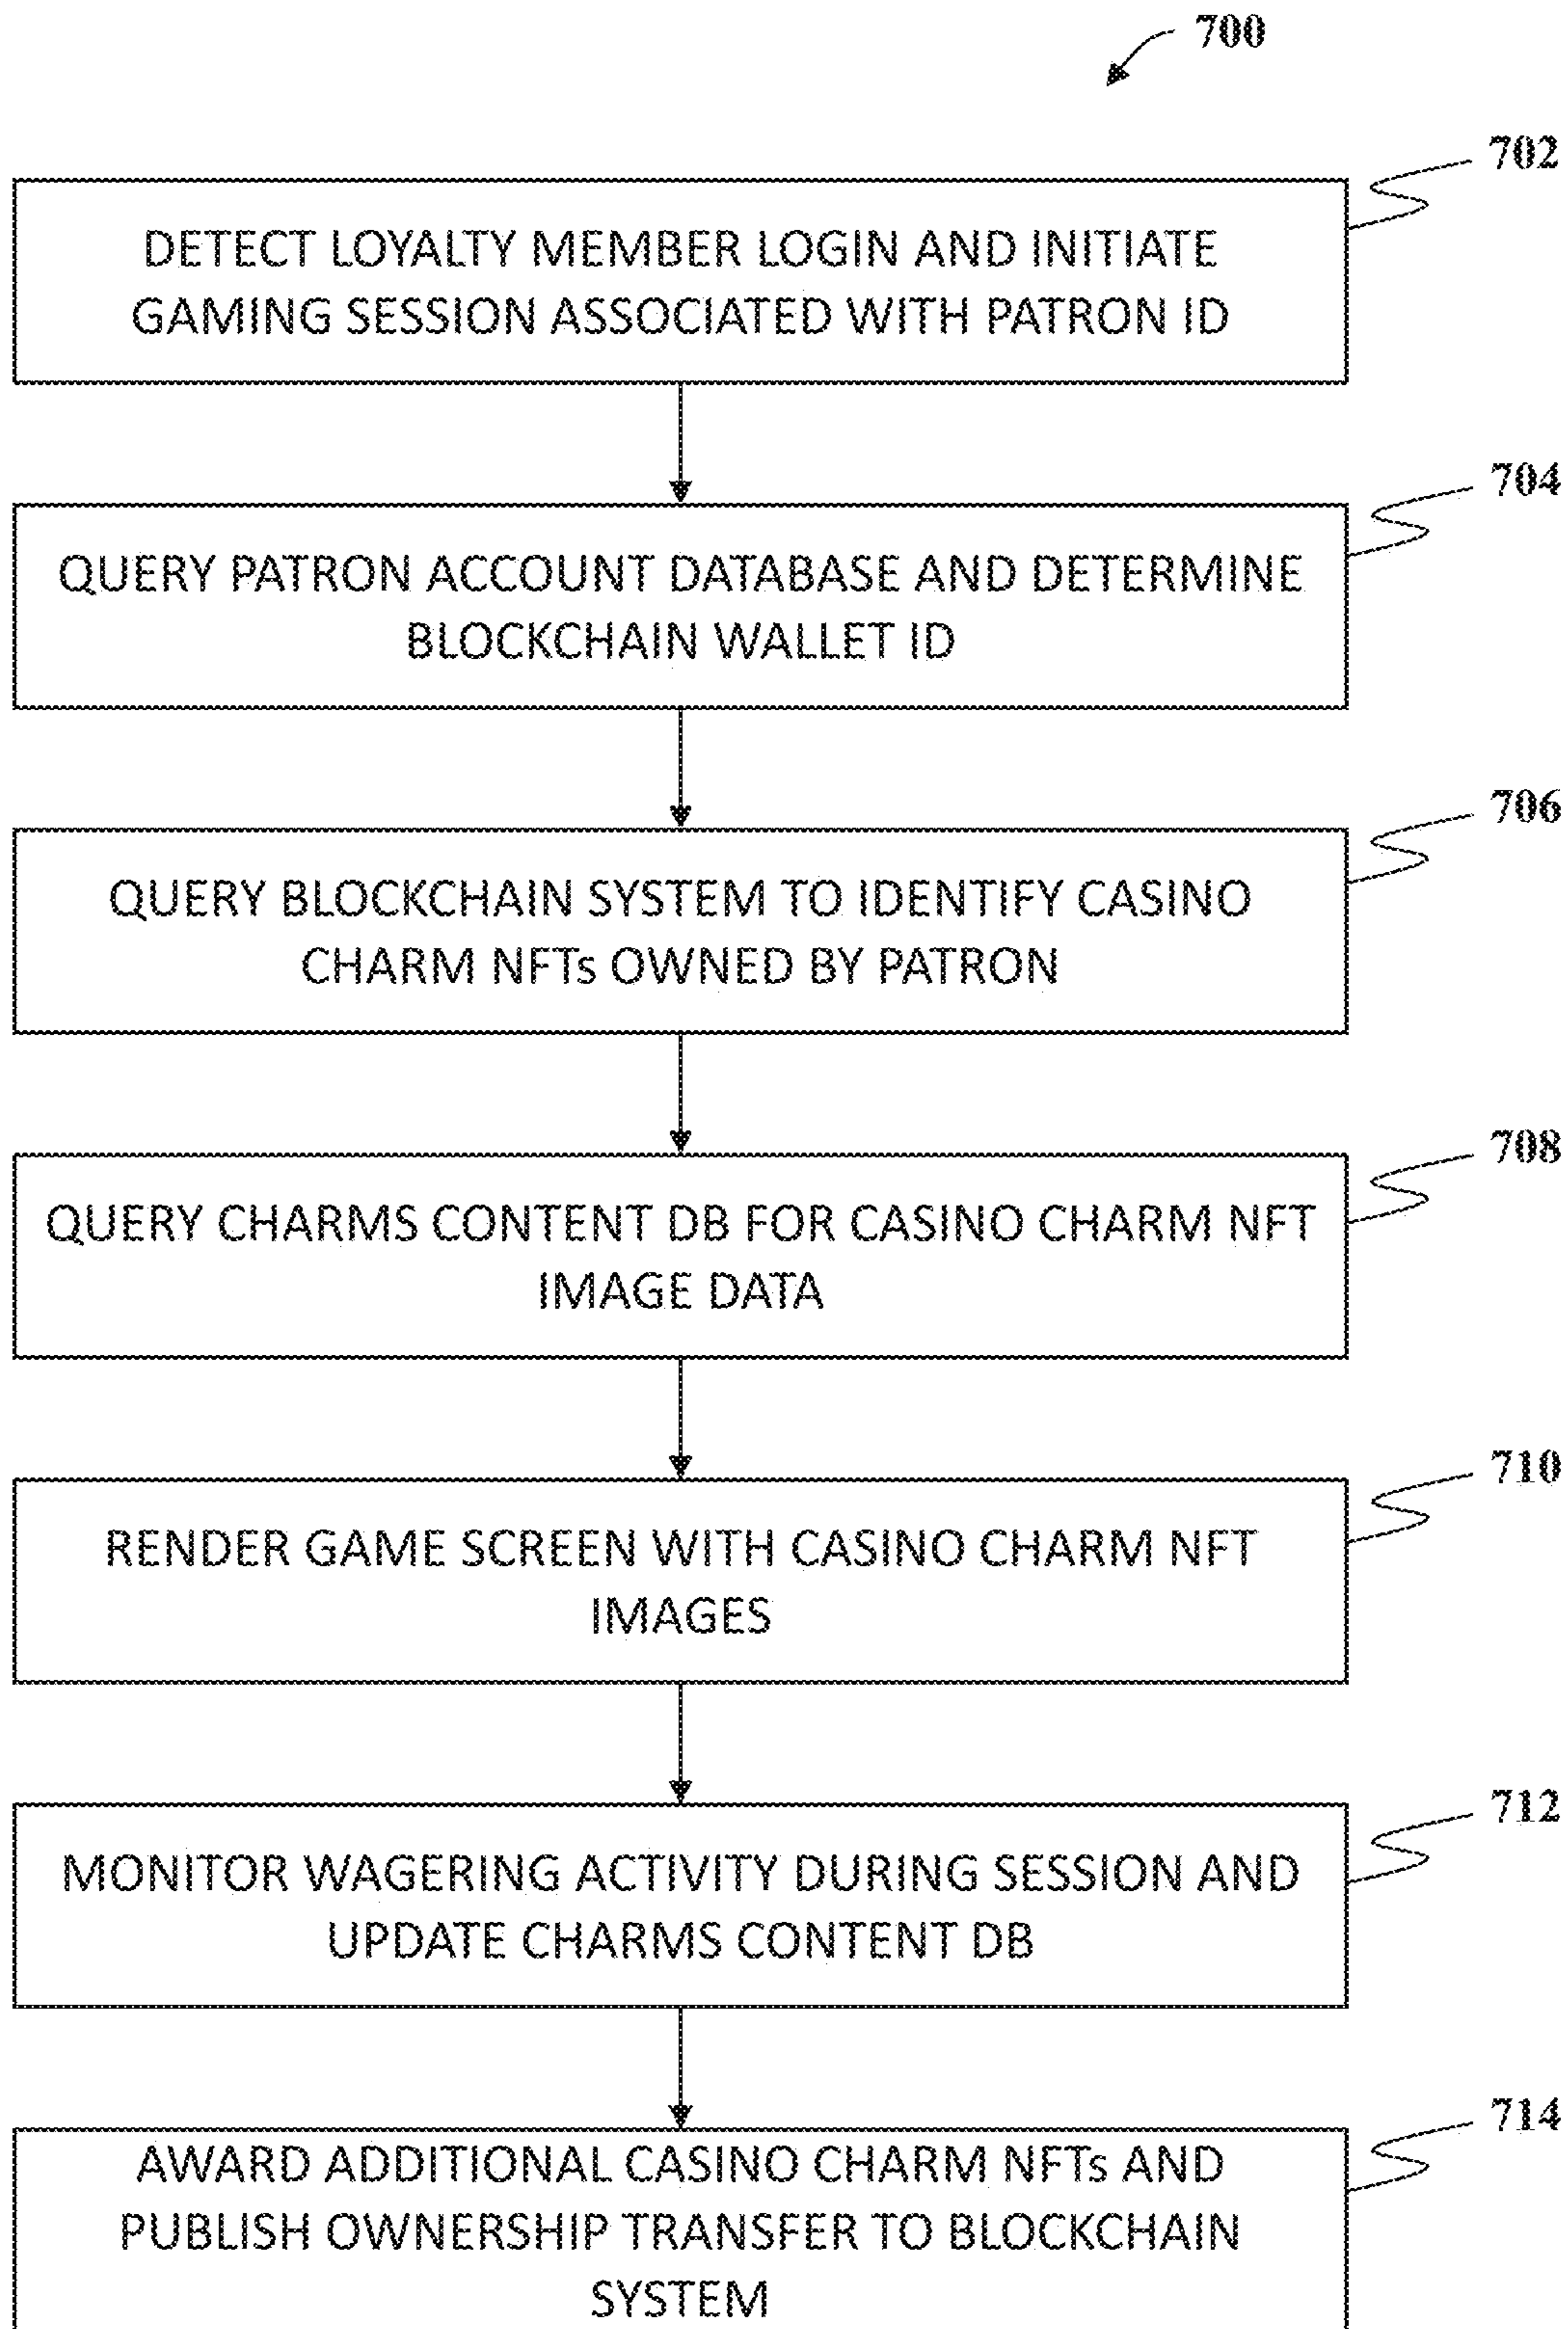 700
702
DETECT LOYALTY MEMBER LOGIN AND INITIATE
GAMING SESSION ASSOCIATED WITH PATRON ID
704
QUERY PATRON ACCOUNT DATABASE AND DETERMINE
BLOCKCHAIN WALLET ID
706
QUERY BLOCKCHAIN SYSTEM TO IDENTIFY CASINO
CHARM NFTs OWNED BY PATRON
708
QUERY CHARMS CONTENT DB FOR CASINO CHARM NFT
IMAGE DATA
710
RENDER GAME SCREEN WITH CASINO CHARM NFT
IMAGES
712
MONITOR WAGERING ACTIVITY DURING SESSION AND
UPDATE CHARMS CONTENT DB
714
AWARD ADDITIONAL CASINO CHARM NFTs AND
PUBLISH OWNERSHIP TRANSFER TO BLOCKCHAIN
SYSTEM